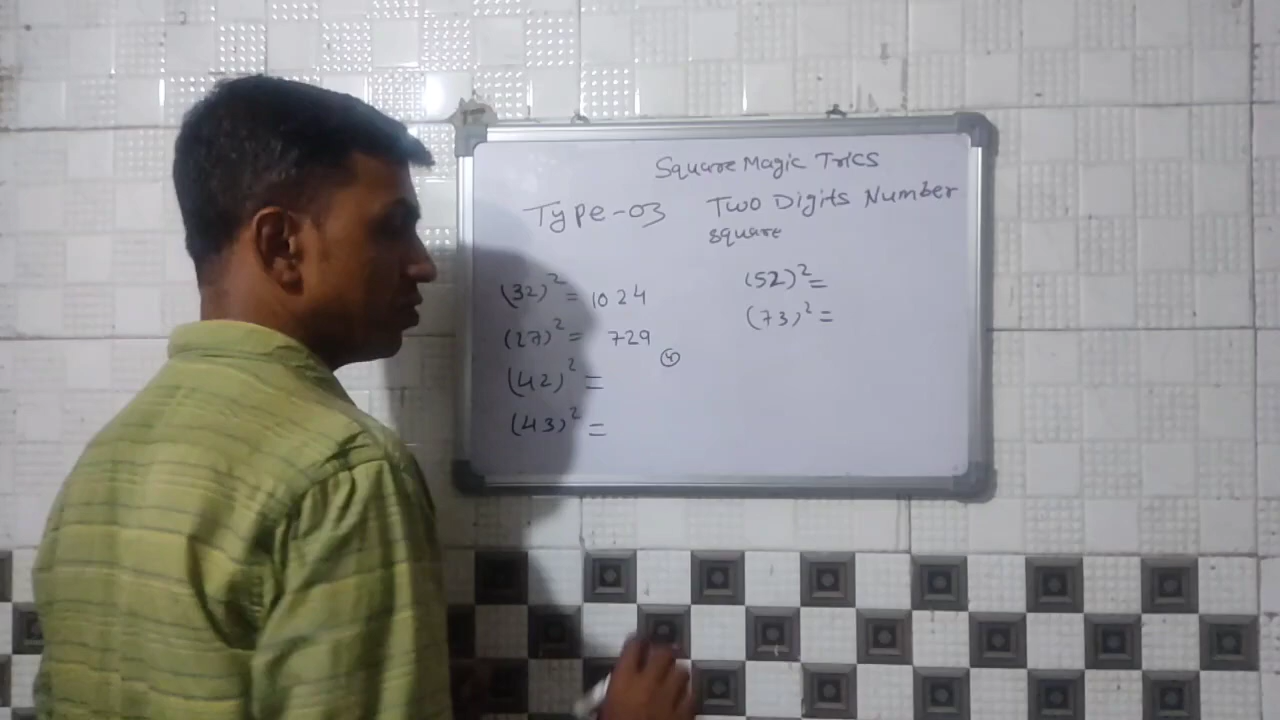 Square Magic Trics
Type-03 Two Digits Number
square
(32)² = 1024
(27)² = 729
④
(42)² =
(43)² =
(52)² =
(73)² =